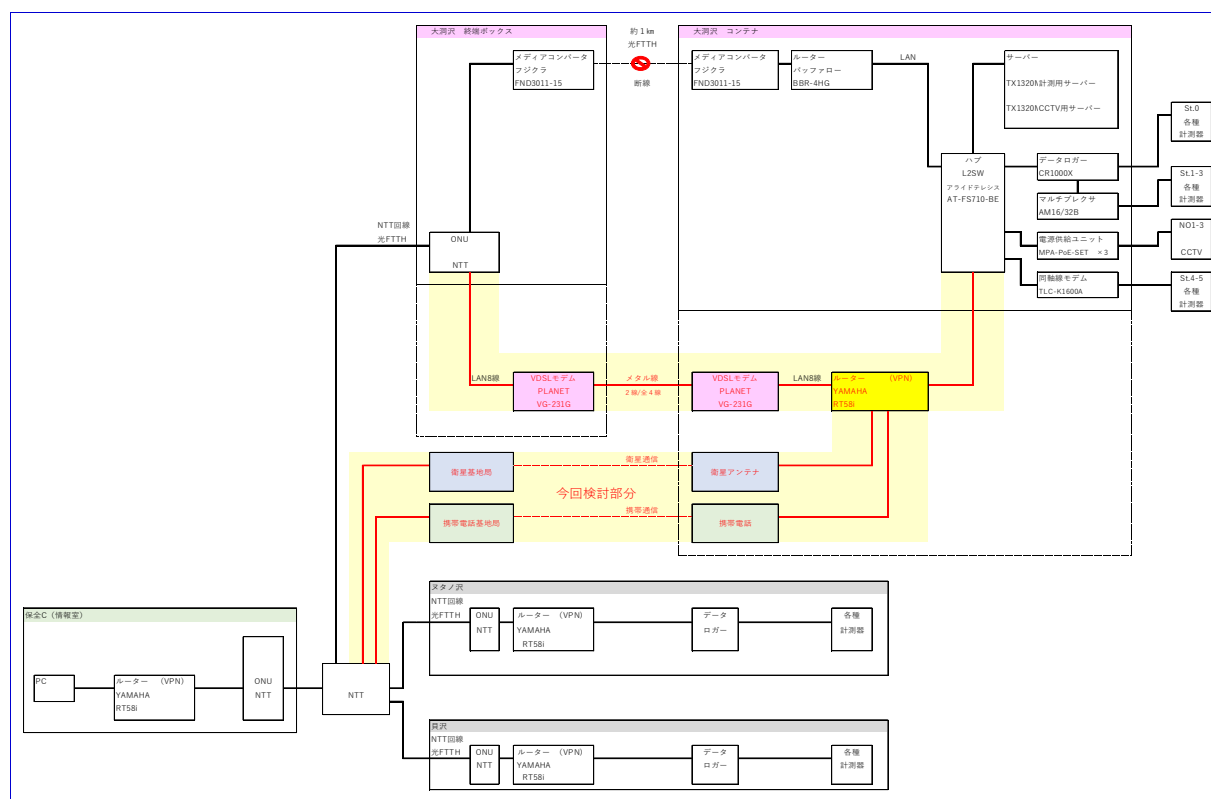 大洞沢　終端ボックス
約１㎞
光FTTH
断線
大洞沢　コンテナ
メディアコンバータ
フジクラ
FND3011-15
メディアコンバータ
フジクラ
FND3011-15
ルーター
バッファロー
BBR-4HG
LAN
サーバー
TX1320M計測用サーバー
TX1320MCCTV用サーバー
St.0
各種
計測器
ハブ
L2SW
アライドテレシス
AT-FS710-BE
データロガー
CR1000X
マルチプレクサ
AM16/32B
St.1-3
各種
計測器
NTT回線
光FTTH
ONU
NTT
電源供給ユニット
MPA-PoE-SET　×3
NO1-3
CCTV
同軸線モデム
TLC-K1600A
St.4-5
各種
計測器
LAN8線
VDSLモデム
PLANET
VG-231G
メタル線
２線/全４線
VDSLモデム
PLANET
VG-231G
LAN8線
ルーター　（VPN）
YAMAHA
RT58i
衛星基地局
衛星通信
衛星アンテナ
今回検討部分
携帯電話基地局
携帯通信
携帯電話
ヌタノ沢
NTT回線
光FTTH
ONU
NTT
ルーター　（VPN）
YAMAHA
RT58i
データ
ロガー
各種
計測器
保全C（情報室）
PC
ルーター　（VPN）
YAMAHA
RT58i
ONU
NTT
NTT
貝沢
NTT回線
光FTTH
ONU
NTT
ルーター　（VPN）
YAMAHA
RT58i
データ
ロガー
各種
計測器